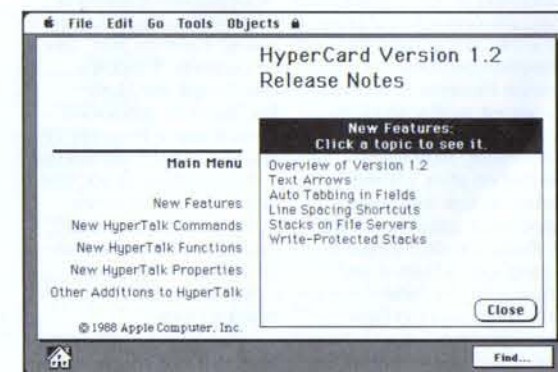 File Edit Go Tools Objects
HyperCard Version 1.2
Release Notes
Main Menu
New Features
New HyperTalk Commands
New HyperTalk Functions
New HyperTalk Properties
Other Additions to HyperTalk
© 1988 Apple Computer, Inc.
New Features:
Click a topic to see it.
Overview of Version 1.2
Text Arrows
Auto Tabbing in Fields
Line Spacing Shortcuts
Stacks on File Servers
Write-Protected Stacks
Close
Find...